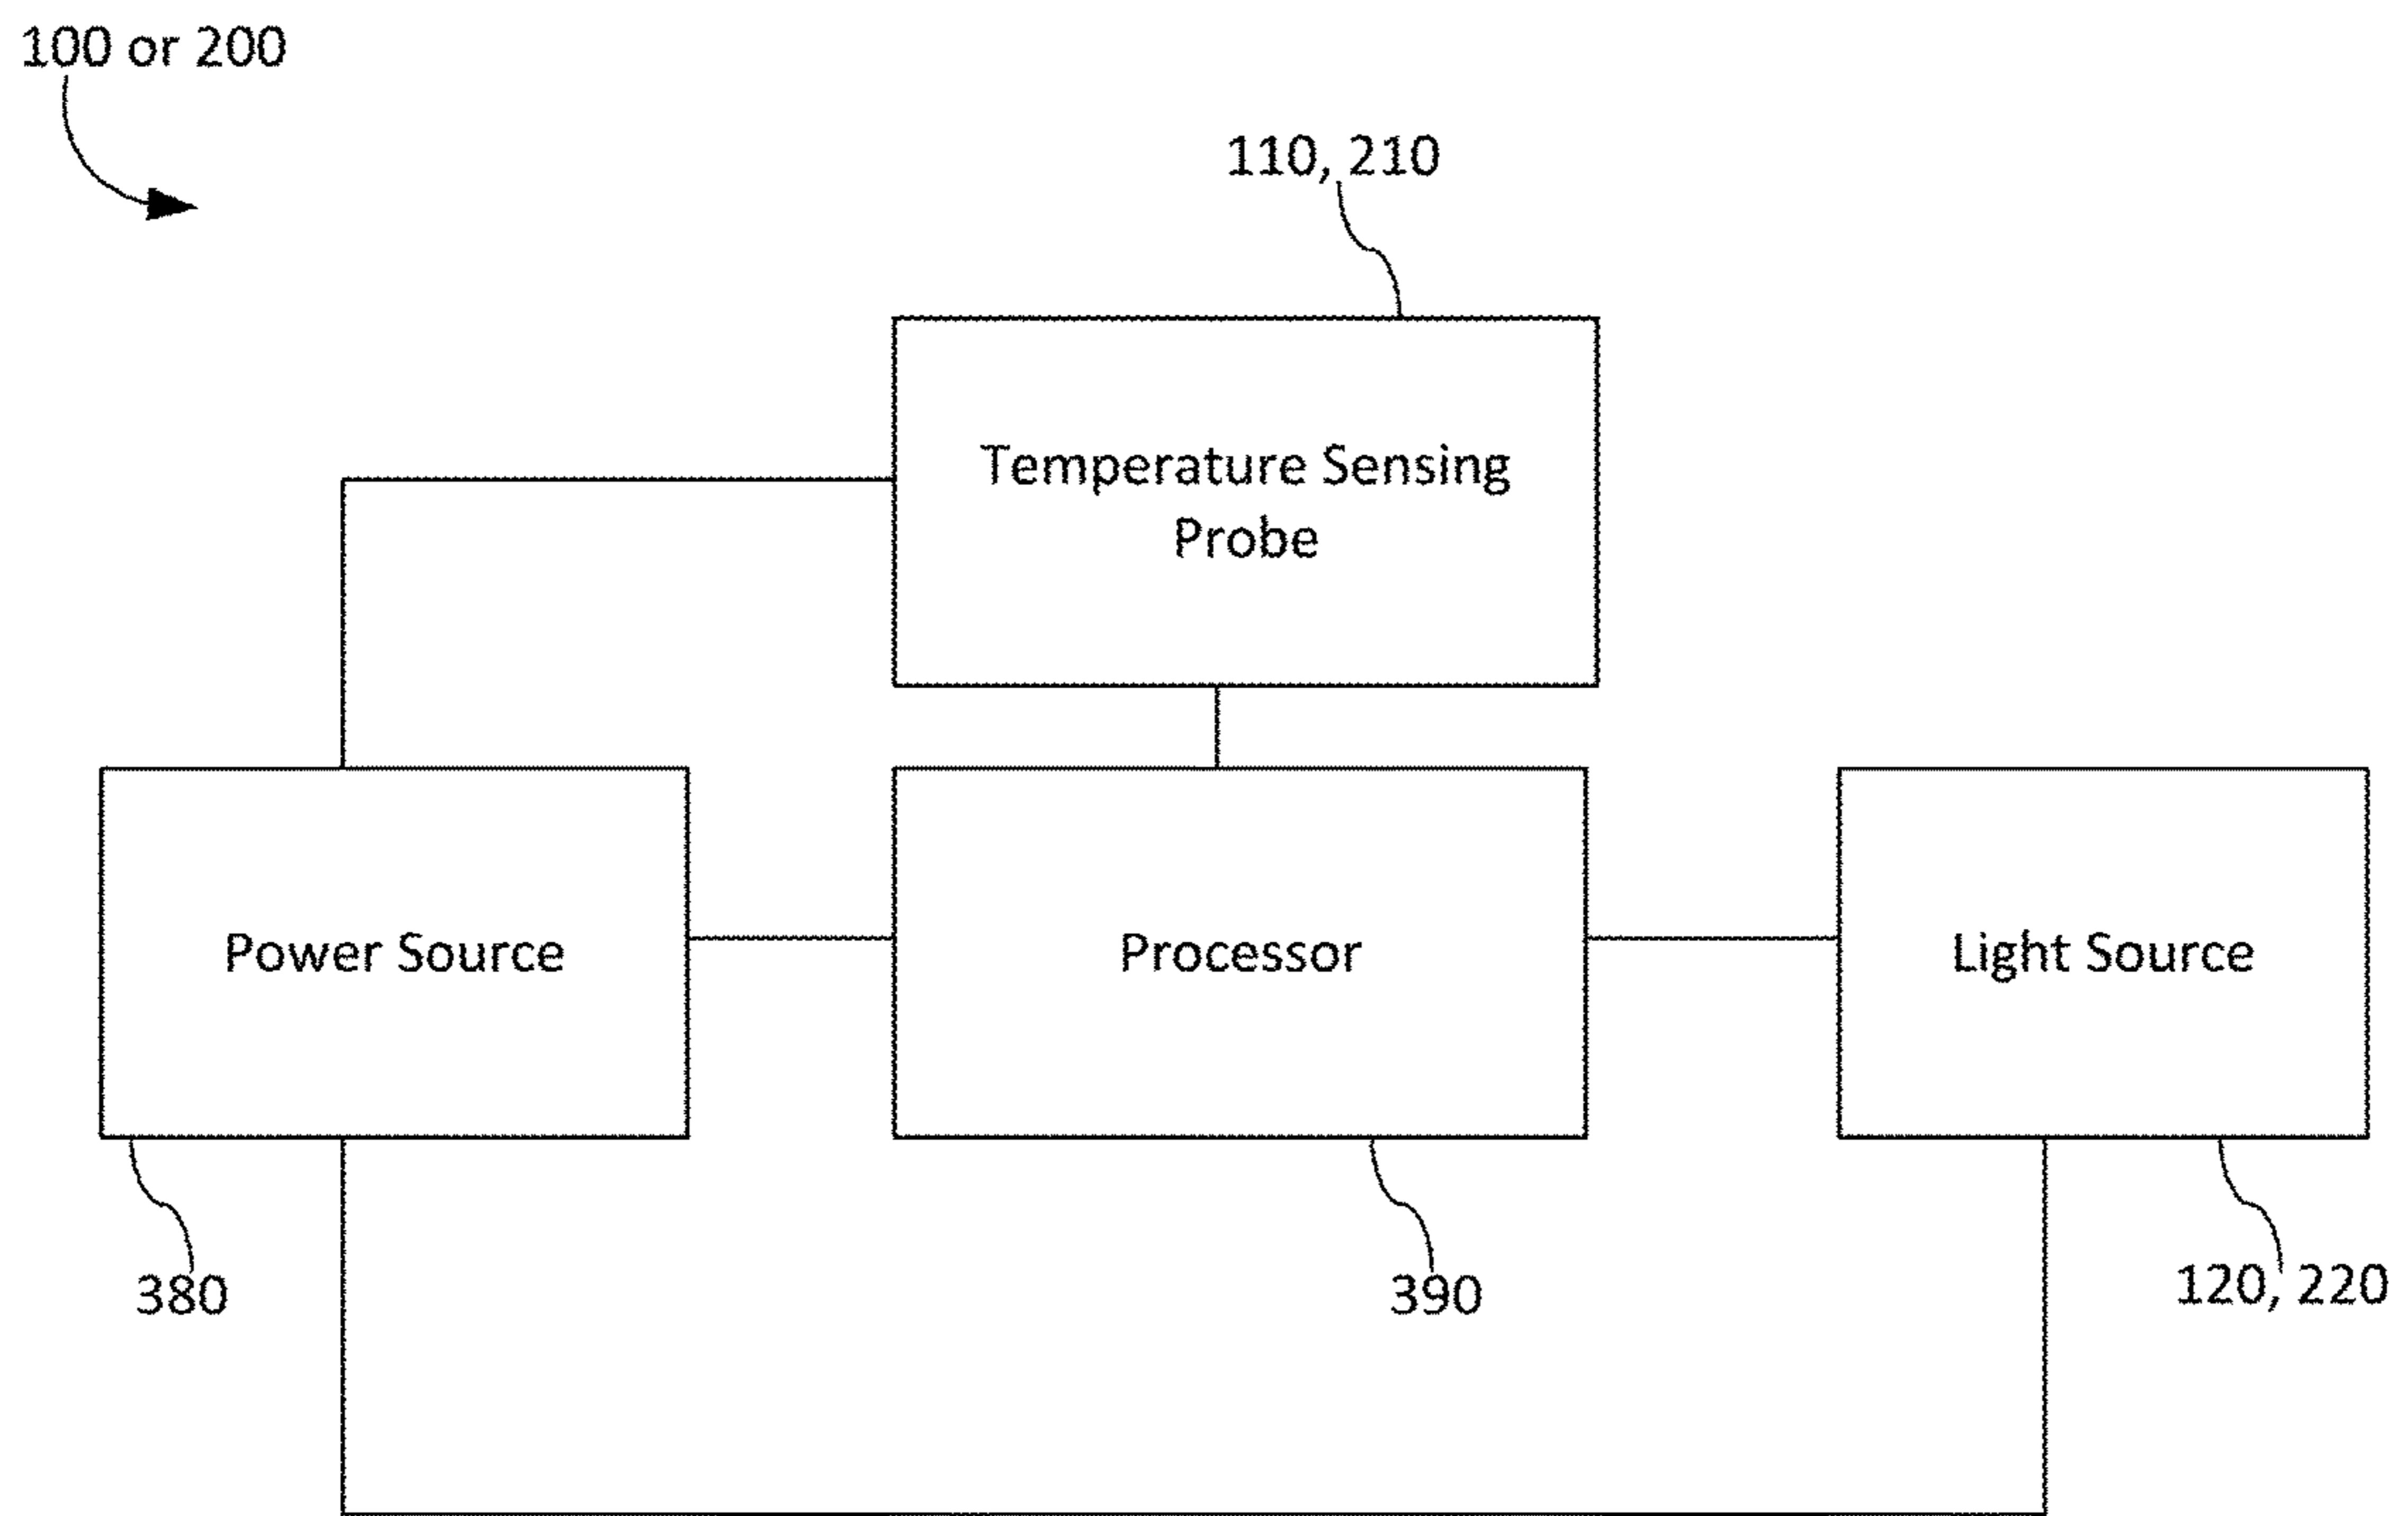 100 or 200
110, 210
Temperature Sensing
Probe
Power Source
Processor
Light Source
380
390
120, 220